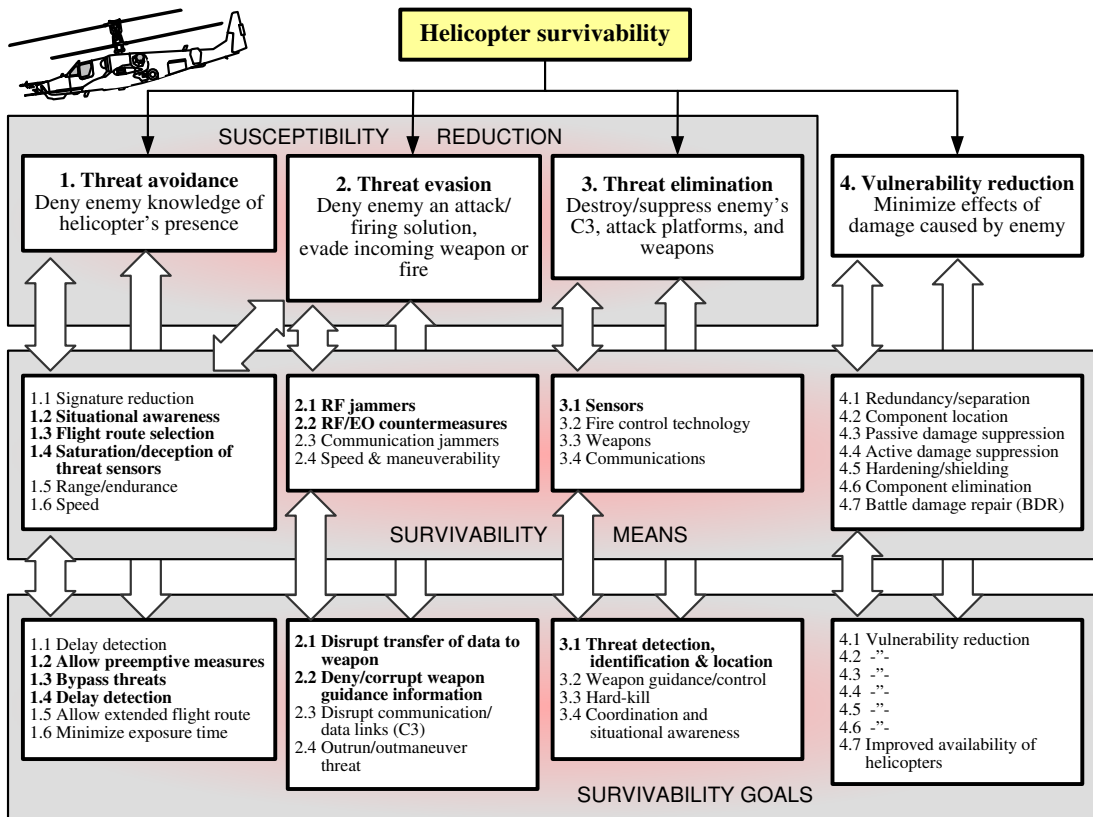 Helicopter survivability
SUSCEPTIBILITY REDUCTION
1. Threat avoidance
Deny enemy knowledge of
helicopter's presence
2. Threat evasion
Deny enemy an attack/
firing solution,
evade incoming weapon or
fire
3. Threat elimination
Destroy/suppress enemy's
C3, attack platforms, and
weapons
4. Vulnerability reduction
Minimize effects of
damage caused by enemy
1.1 Signature reduction
1.2 Situational awareness
1.3 Flight route selection
1.4 Saturation/deception of
threat sensors
1.5 Range/endurance
1.6 Speed
2.1 RF jammers
2.2 RF/EO countermeasures
2.3 Communication jammers
2.4 Speed & maneuverability
3.1 Sensors
3.2 Fire control technology
3.3 Weapons
3.4 Communications
4.1 Redundancy/separation
4.2 Component location
4.3 Passive damage suppression
4.4 Active damage suppression
4.5 Hardening/shielding
4.6 Component elimination
4.7 Battle damage repair (BDR)
SURVIVABILITY MEANS
1.1 Delay detection
1.2 Allow preemptive measures
1.3 Bypass threats
1.4 Delay detection
1.5 Allow extended flight route
1.6 Minimize exposure time
2.1 Disrupt transfer of data to
weapon
2.2 Deny/corrupt weapon
guidance information
2.3 Disrupt communication/
data links (C3)
2.4 Outrun/outmaneuver
threat
3.1 Threat detection,
identification & location
3.2 Weapon guidance/control
3.3 Hard-kill
3.4 Coordination and
situational awareness
4.1 Vulnerability reduction
4.2 -”-
4.3 -”-
4.4 -”-
4.5 -”-
4.6 -”-
4.7 Improved availability of
helicopters
SURVIVABILITY GOALS